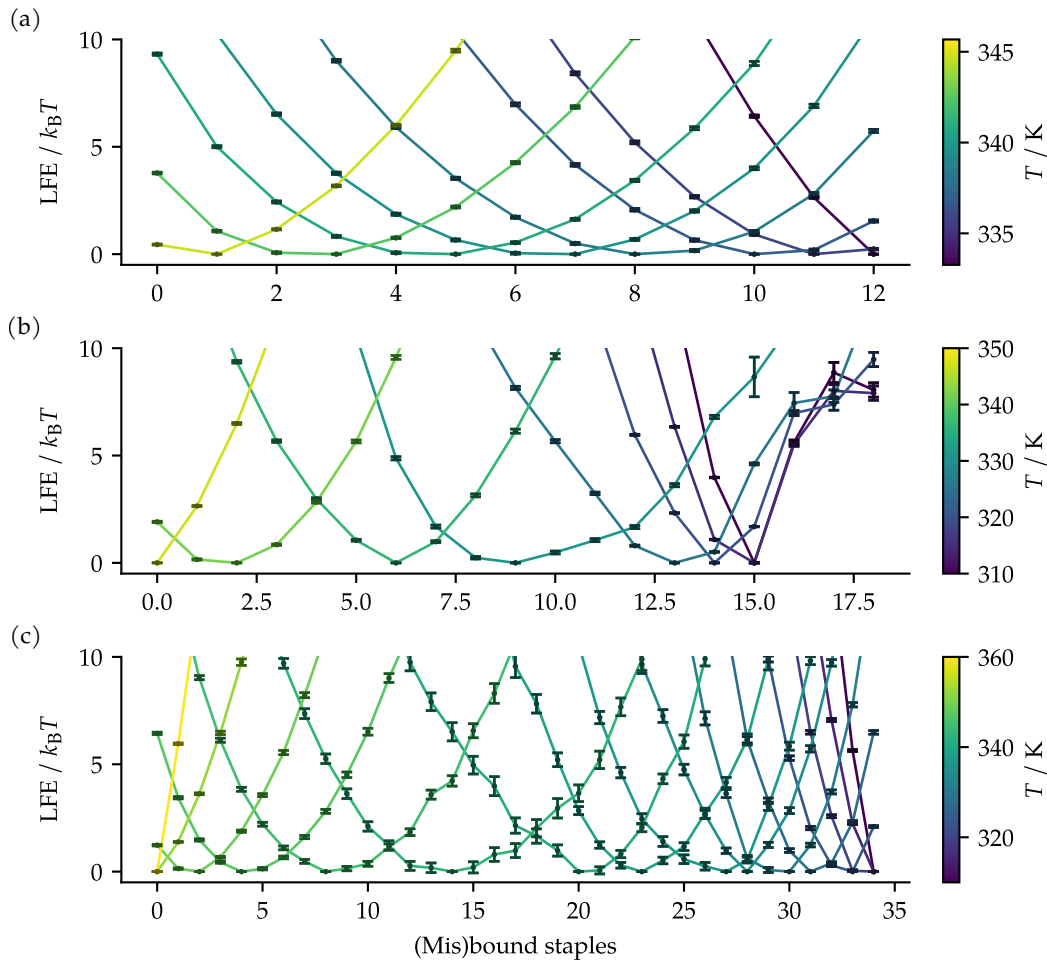 (a)
10
5
0
LFE / kBT
0 2 4 6 8 10 12
345
340
335
T / K
(b)
10
5
0
LFE / kBT
0.0 2.5 5.0 7.5 10.0 12.5 15.0 17.5
350
340
330
320
310
T / K
(c)
10
5
0
LFE / kBT
0 5 10 15 20 25 30 35
(Mis)bound staples
360
340
320
T / K